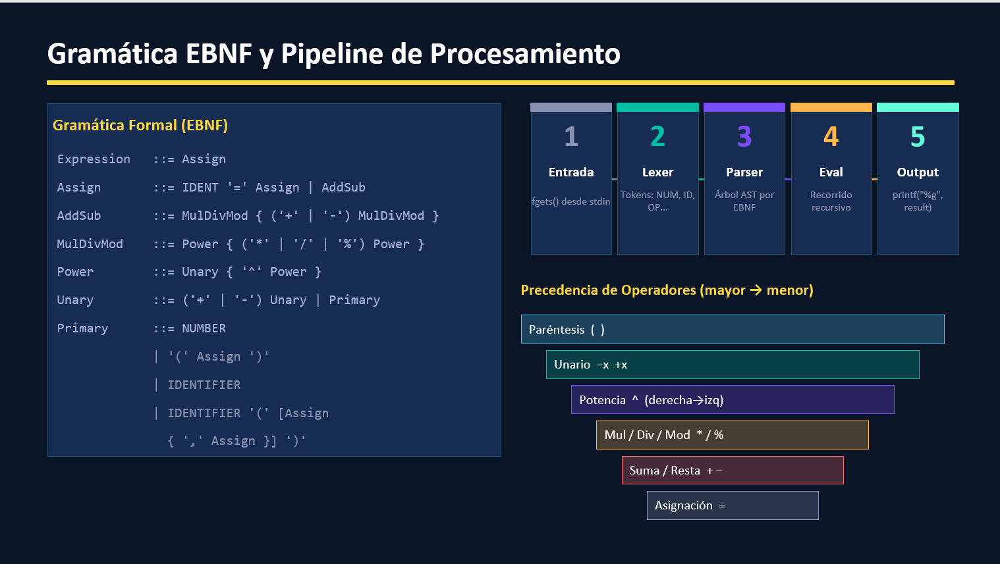 Gramática EBNF y Pipeline de Procesamiento
Gramática Formal (EBNF)
Expression ::= Assign
Assign ::= IDENT '=' Assign | AddSub
AddSub ::= MulDivMod { ('+' | '-') MulDivMod }
MulDivMod ::= Power { ('*' | '/' | '%') Power }
Power ::= Unary { '^' Power }
Unary ::= ('+' | '-') Unary | Primary
Primary ::= NUMBER
| '(' Assign ')'
| IDENTIFIER
| IDENTIFIER '(' [Assign
{ ',' Assign }] ')'
1
Entrada
fgets() desde stdin
2
Lexer
Tokens: NUM, ID,
OP...
3
Parser
Árbol AST por
EBNF
4
Eval
Recorrido
recursivo
5
Output
printf("%g",
result)
Precedencia de Operadores (mayor → menor)
Paréntesis ( )
Unario −x +x
Potencia ^ (derecha→izq)
Mul / Div / Mod * / %
Suma / Resta + −
Asignación =